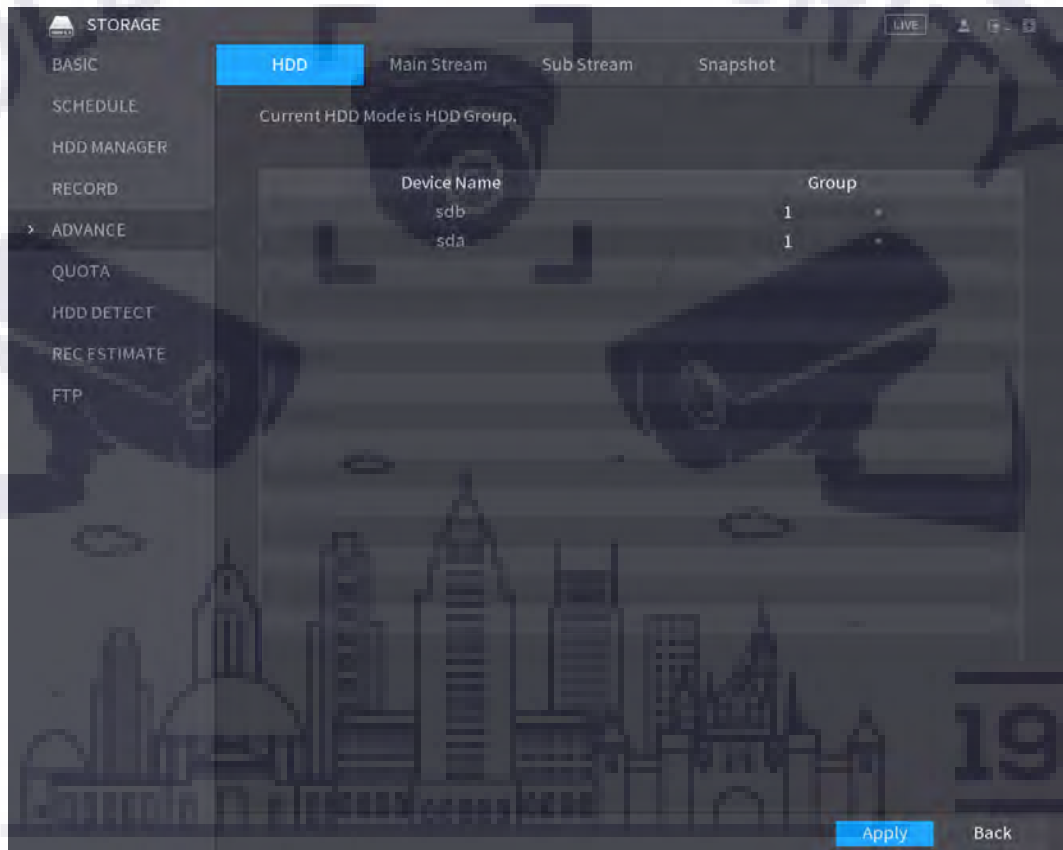 STORAGE
LIVE
BASIC
HDD
Main Stream
Sub Stream
Snapshot
SCHEDULE
Current HDD Mode is HDD Group.
HDD MANAGER
RECORD
Device Name
Group
sdb
1
ADVANCE
sda
1
QUOTA
HDD DETECT
REC ESTIMATE
FTP
19
Apply
Back